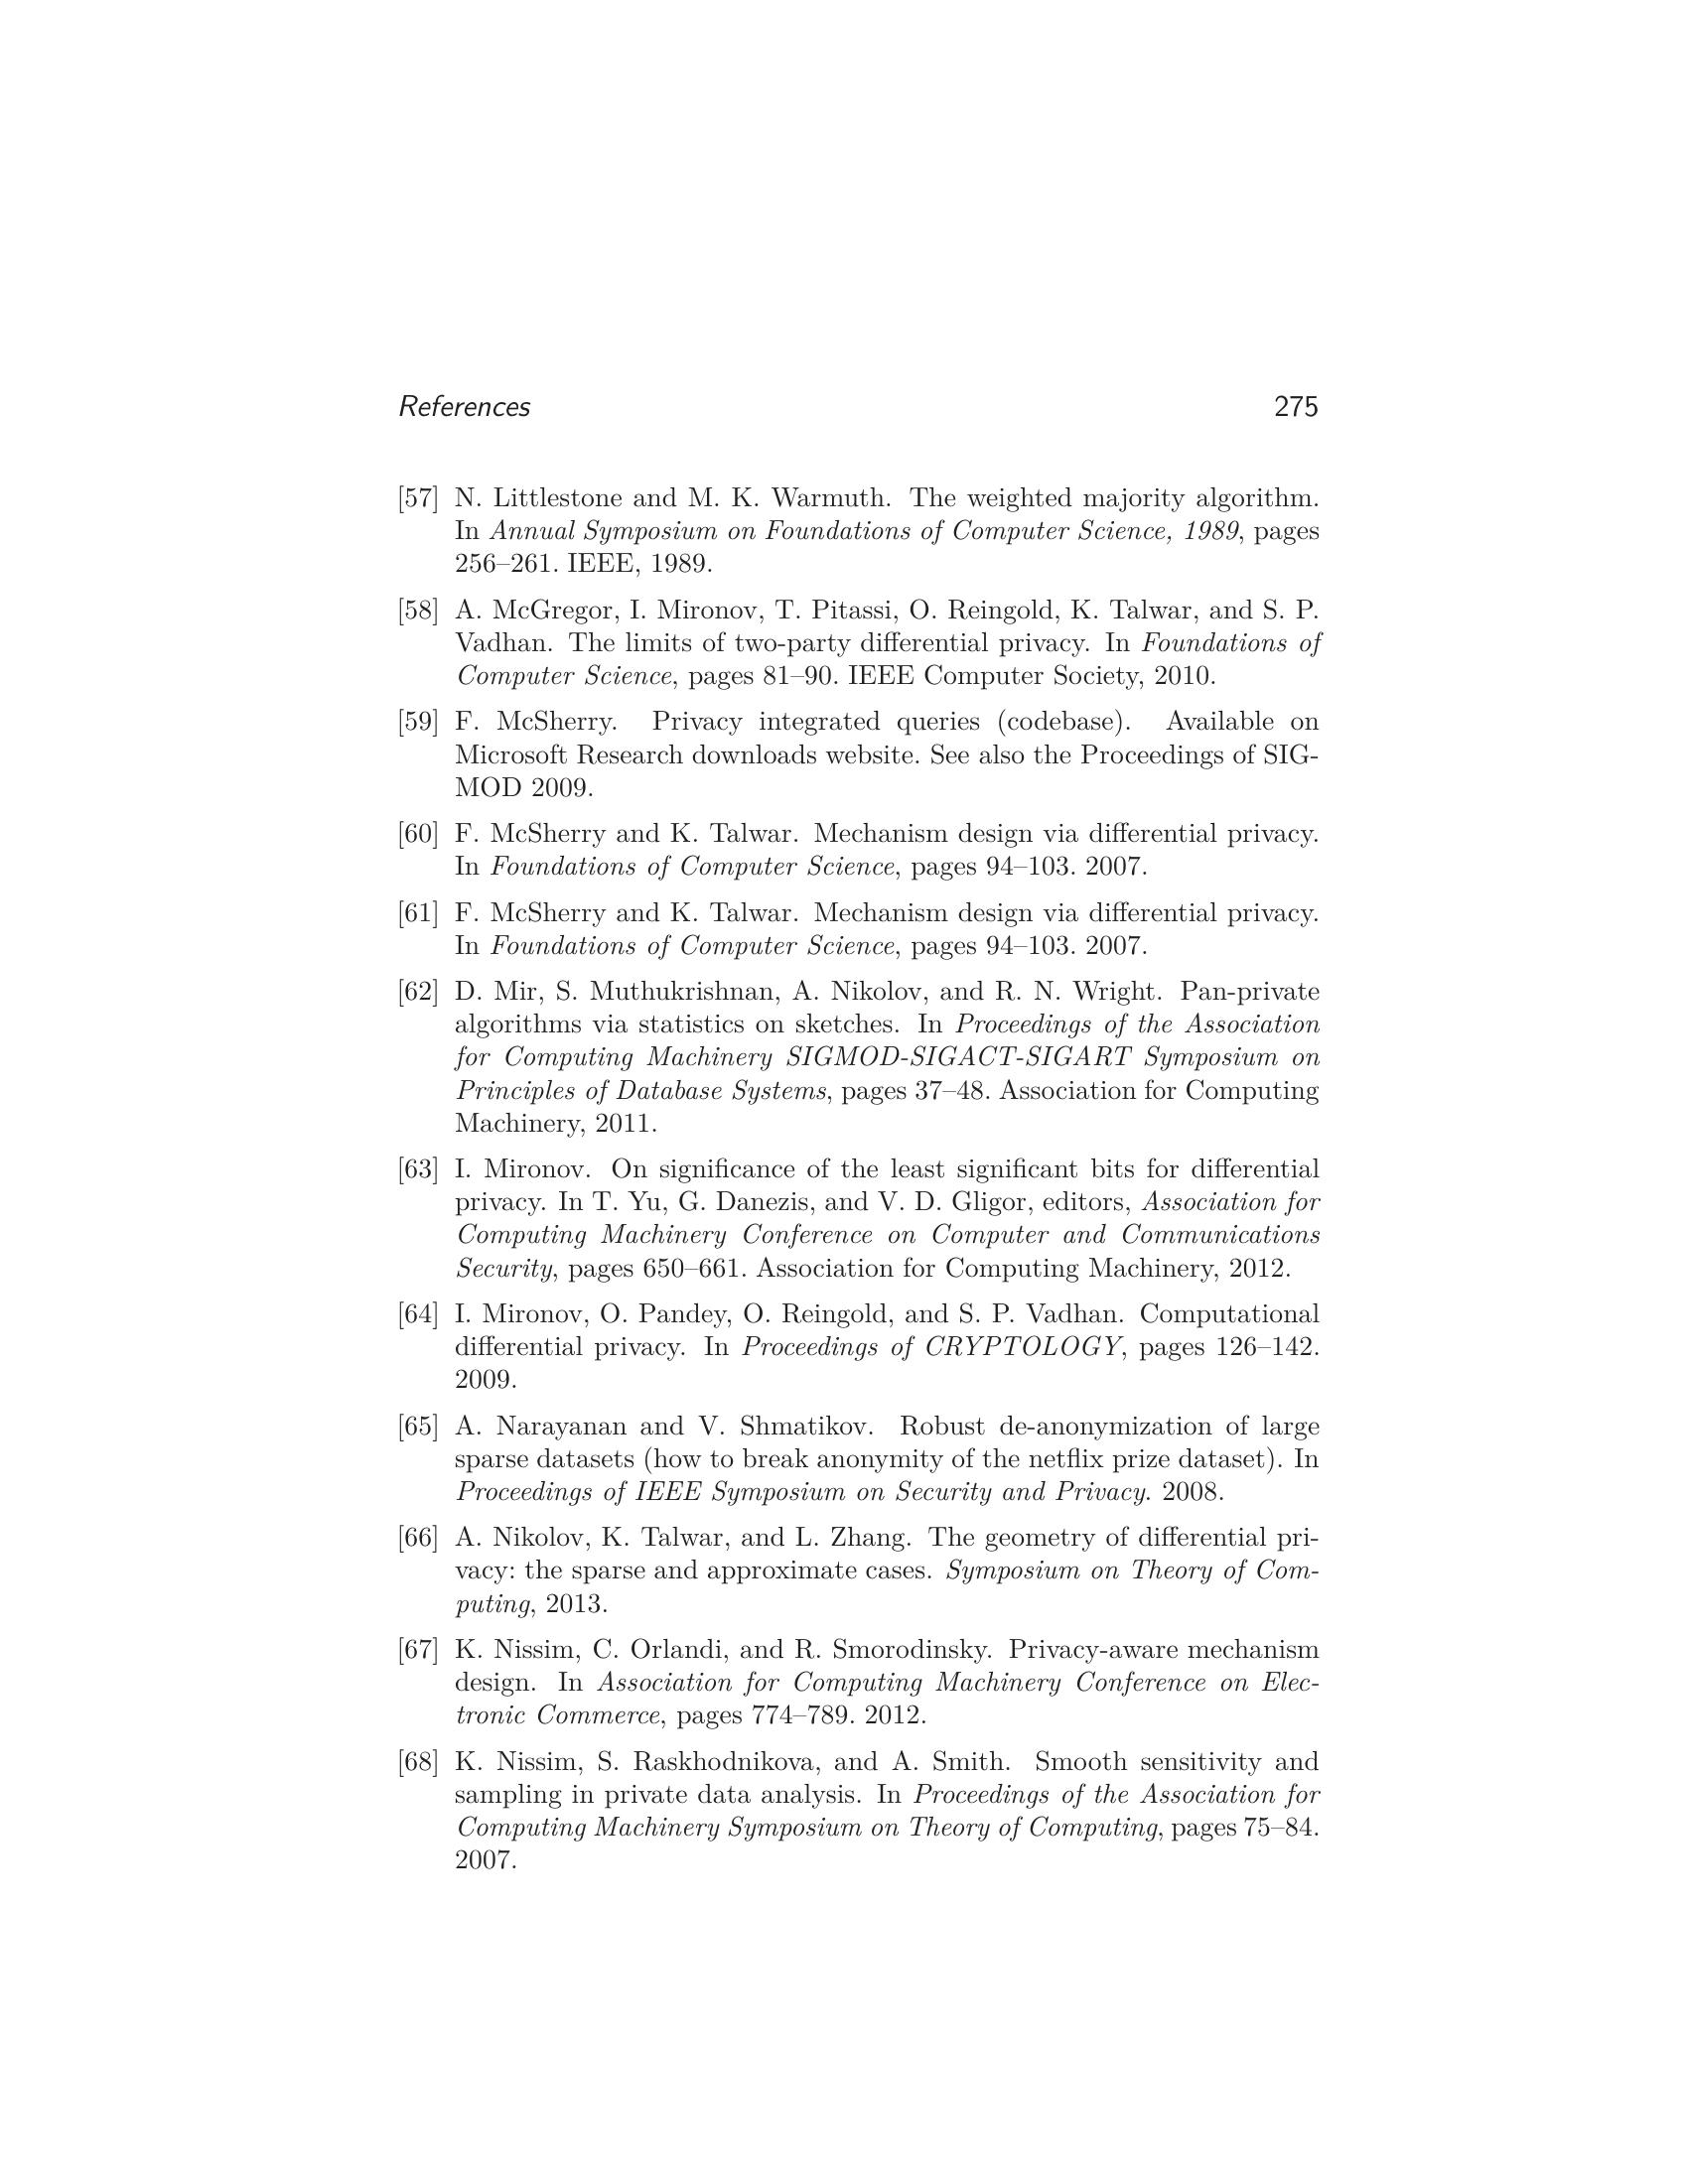 References 275
[57] N. Littlestone and M. K. Warmuth. The weighted majority algorithm.
In Annual Symposium on Foundations of Computer Science, 1989, pages
256–261. IEEE, 1989.
[58] A. McGregor, I. Mironov, T. Pitassi, O. Reingold, K. Talwar, and S. P.
Vadhan. The limits of two-party differential privacy. In Foundations of
Computer Science, pages 81–90. IEEE Computer Society, 2010.
[59] F. McSherry. Privacy integrated queries (codebase). Available on
Microsoft Research downloads website. See also the Proceedings of SIG-
MOD 2009.
[60] F. McSherry and K. Talwar. Mechanism design via differential privacy.
In Foundations of Computer Science, pages 94–103. 2007.
[61] F. McSherry and K. Talwar. Mechanism design via differential privacy.
In Foundations of Computer Science, pages 94–103. 2007.
[62] D. Mir, S. Muthukrishnan, A. Nikolov, and R. N. Wright. Pan-private
algorithms via statistics on sketches. In Proceedings of the Association
for Computing Machinery SIGMOD-SIGACT-SIGART Symposium on
Principles of Database Systems, pages 37–48. Association for Computing
Machinery, 2011.
[63] I. Mironov. On significance of the least significant bits for differential
privacy. In T. Yu, G. Danezis, and V. D. Gligor, editors, Association for
Computing Machinery Conference on Computer and Communications
Security, pages 650–661. Association for Computing Machinery, 2012.
[64] I. Mironov, O. Pandey, O. Reingold, and S. P. Vadhan. Computational
differential privacy. In Proceedings of CRYPTOLOGY, pages 126–142.
2009.
[65] A. Narayanan and V. Shmatikov. Robust de-anonymization of large
sparse datasets (how to break anonymity of the netflix prize dataset). In
Proceedings of IEEE Symposium on Security and Privacy. 2008.
[66] A. Nikolov, K. Talwar, and L. Zhang. The geometry of differential pri-
vacy: the sparse and approximate cases. Symposium on Theory of Com-
puting, 2013.
[67] K. Nissim, C. Orlandi, and R. Smorodinsky. Privacy-aware mechanism
design. In Association for Computing Machinery Conference on Elec-
tronic Commerce, pages 774–789. 2012.
[68] K. Nissim, S. Raskhodnikova, and A. Smith. Smooth sensitivity and
sampling in private data analysis. In Proceedings of the Association for
Computing Machinery Symposium on Theory of Computing, pages 75–84.
2007.